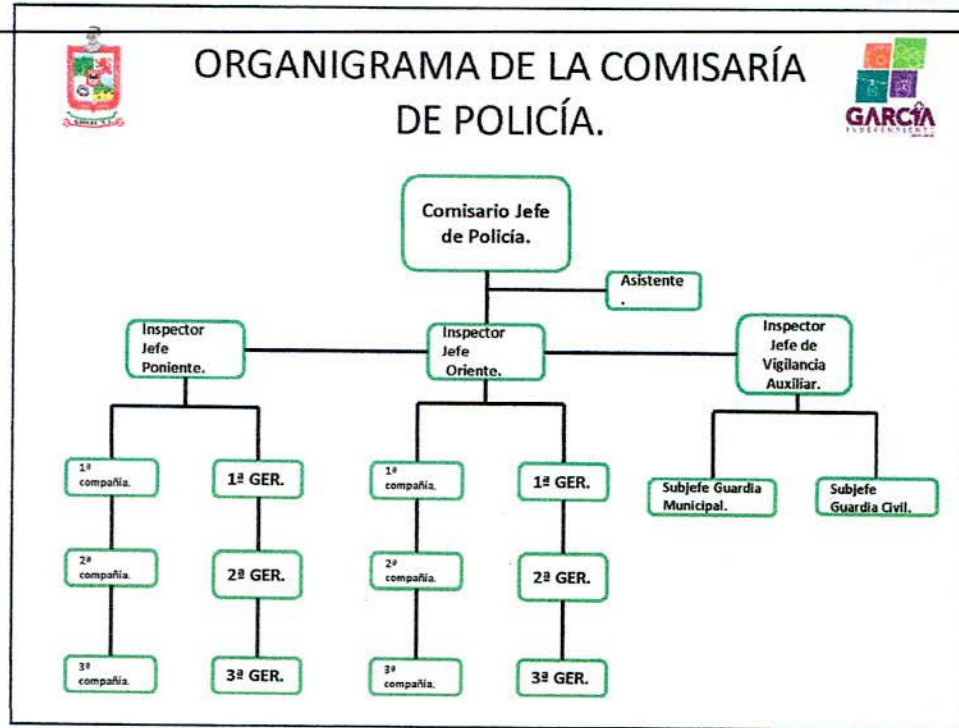 ORGANIGRAMA DE LA COMISARÍA
DE POLICÍA.
GARCÍA
INDEPENDIENTE
Comisario Jefe
de Policía.
Asistente
.
Inspector
Jefe
Poniente.
Inspector
Jefe
Oriente.
Inspector
Jefe de
Vigilancia
Auxiliar.
1ª
compañía.
1ª GER.
1ª
compañía.
1ª GER.
Subjefe Guardia
Municipal.
Subjefe
Guardia Civil.
2ª
compañía.
2ª GER.
2ª
compañía.
2ª GER.
3ª
compañía.
3ª GER.
3ª
compañía.
3ª GER.